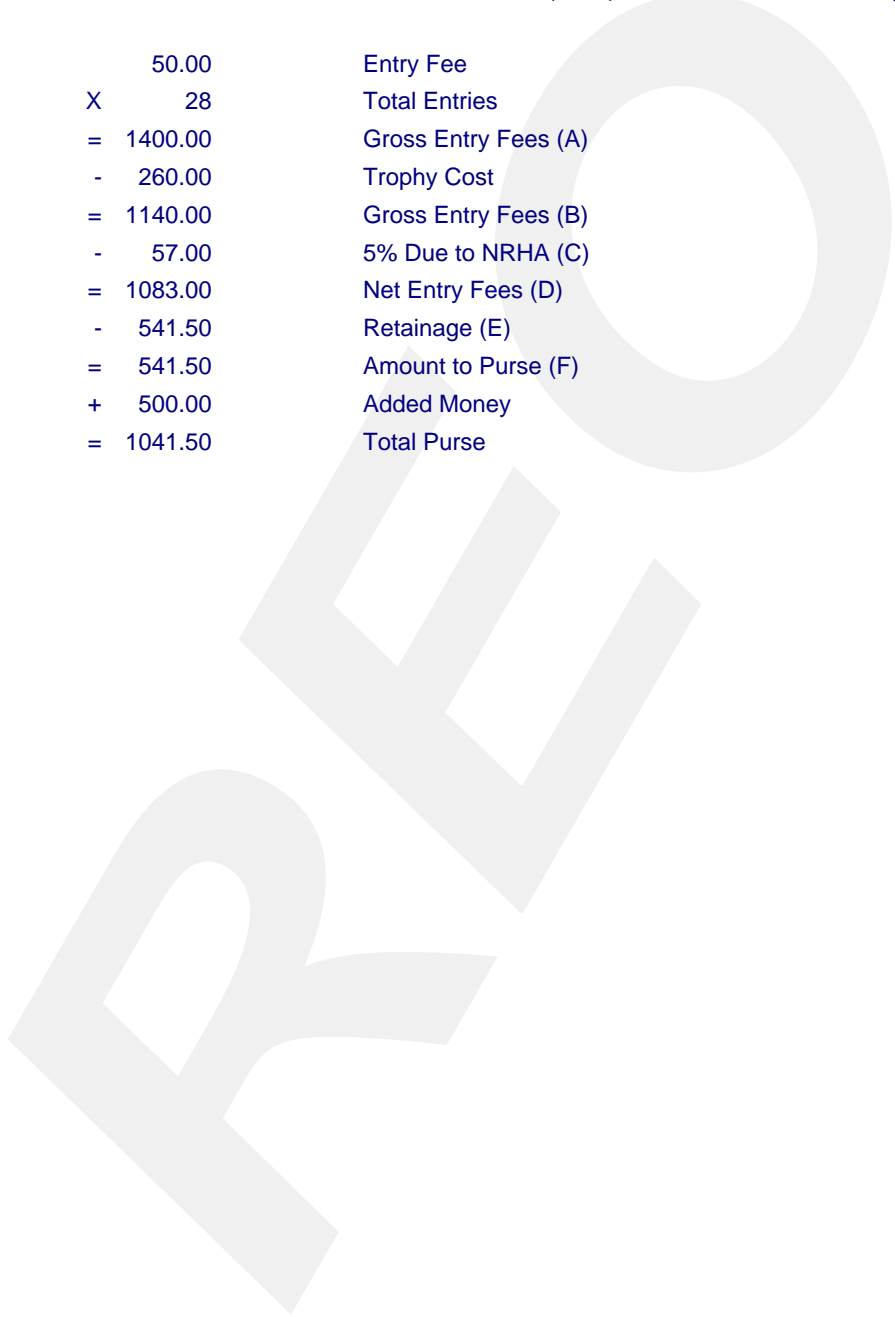 50.00 Entry Fee
X 28 Total Entries
= 1400.00 Gross Entry Fees (A)
- 260.00 Trophy Cost
= 1140.00 Gross Entry Fees (B)
- 57.00 5% Due to NRHA (C)
= 1083.00 Net Entry Fees (D)
- 541.50 Retainage (E)
= 541.50 Amount to Purse (F)
+ 500.00 Added Money
= 1041.50 Total Purse
REO